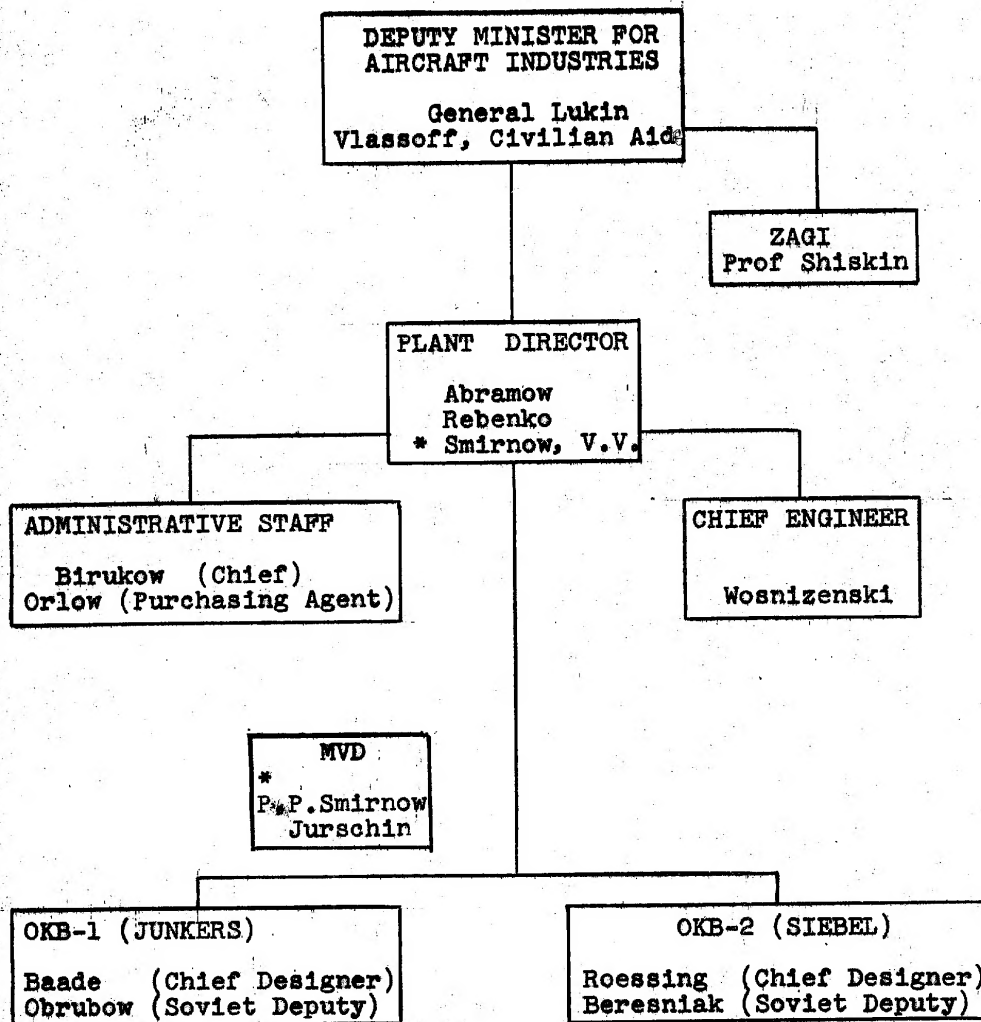 DEPUTY MINISTER FOR
AIRCRAFT INDUSTRIES
General Lukin
Vlassoff, Civilian Aide
ZAGI
Prof Shiskin
PLANT DIRECTOR
Abramow
Rebenko
* Smirnow, V.V.
ADMINISTRATIVE STAFF
Birukow (Chief)
Orlow (Purchasing Agent)
CHIEF ENGINEER
Wosnizenski
MVD
*
P.P.Smirnow
Jurschin
OKB-1 (JUNKERS)
Baade (Chief Designer)
Obrubow (Soviet Deputy)
OKB-2 (SIEBEL)
Roessing (Chief Designer)
Beresniak (Soviet Deputy)